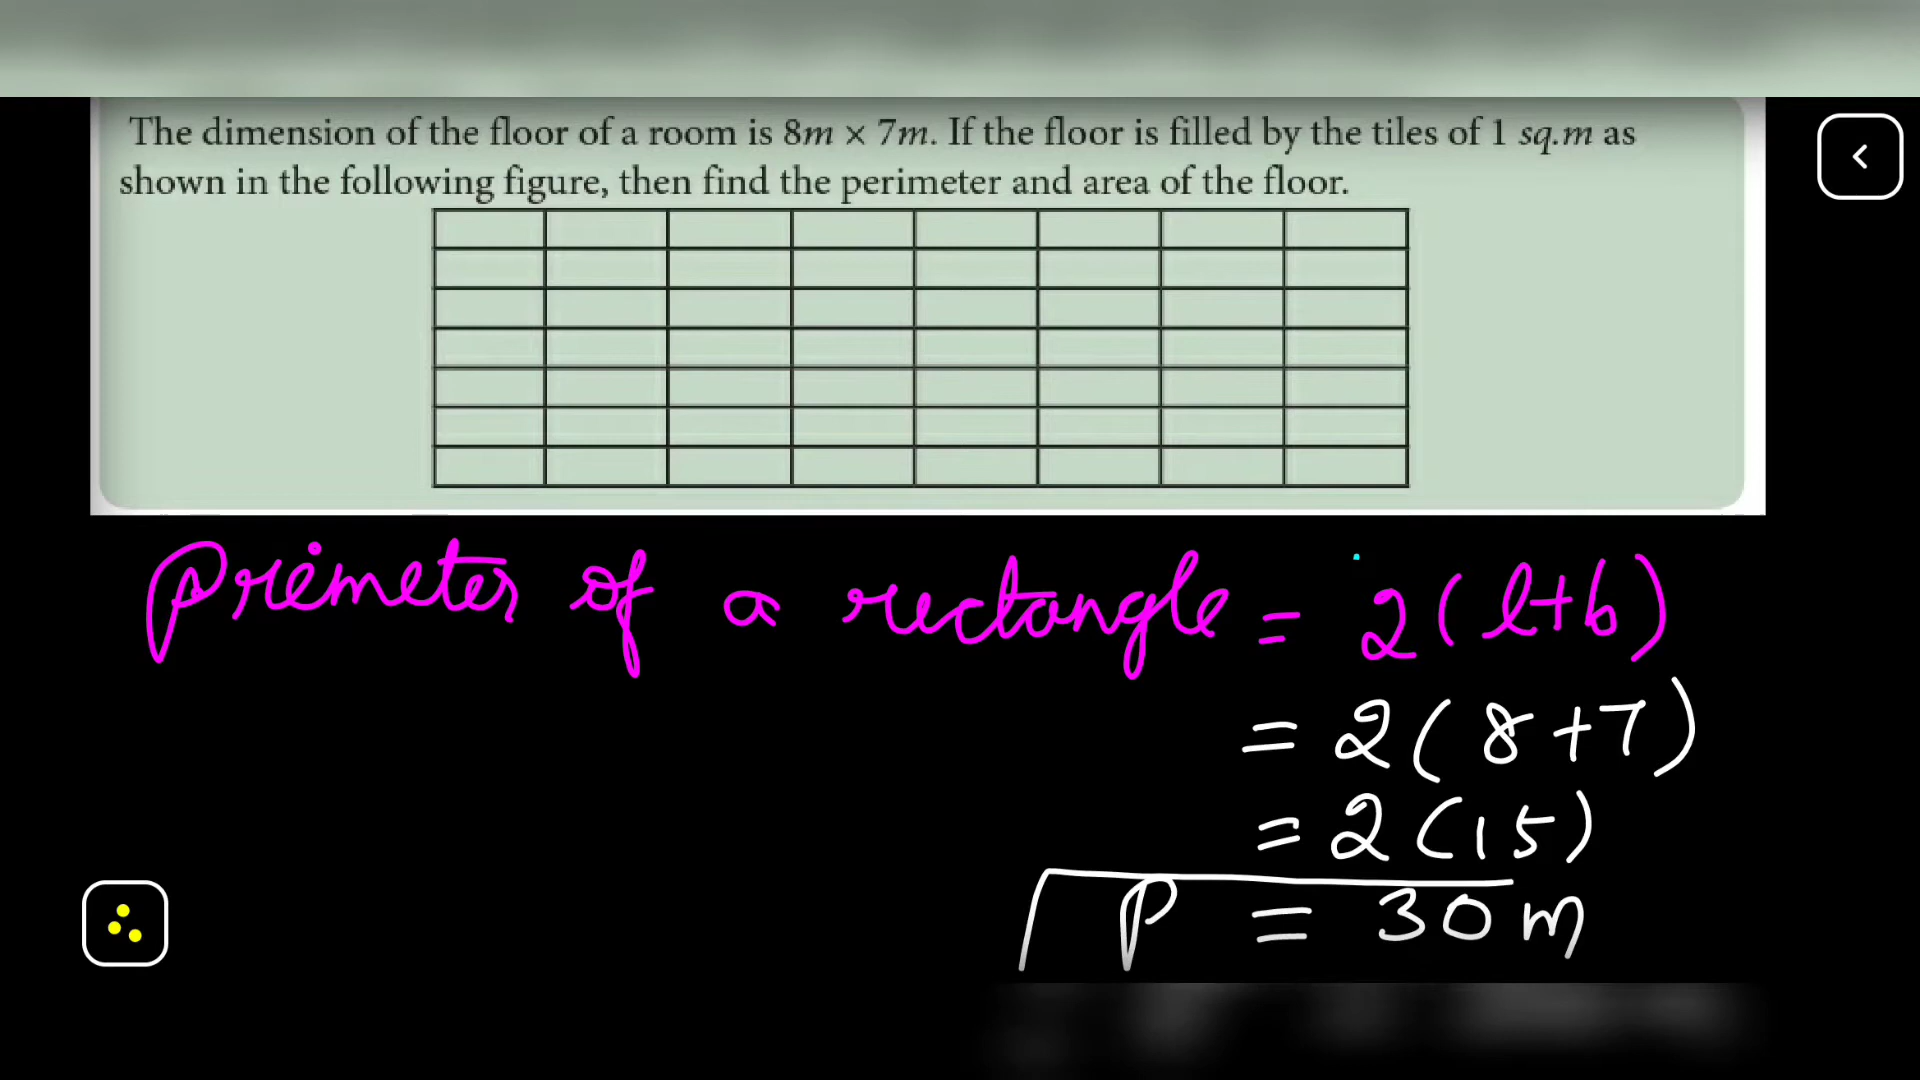 The dimension of the floor of a room is 8m × 7m. If the floor is filled by the tiles of 1 sq.m as
shown in the following figure, then find the perimeter and area of the floor.
Primeter of a rectangle = 2(l+b)
= 2(8+7)
= 2(15)
P = 30m